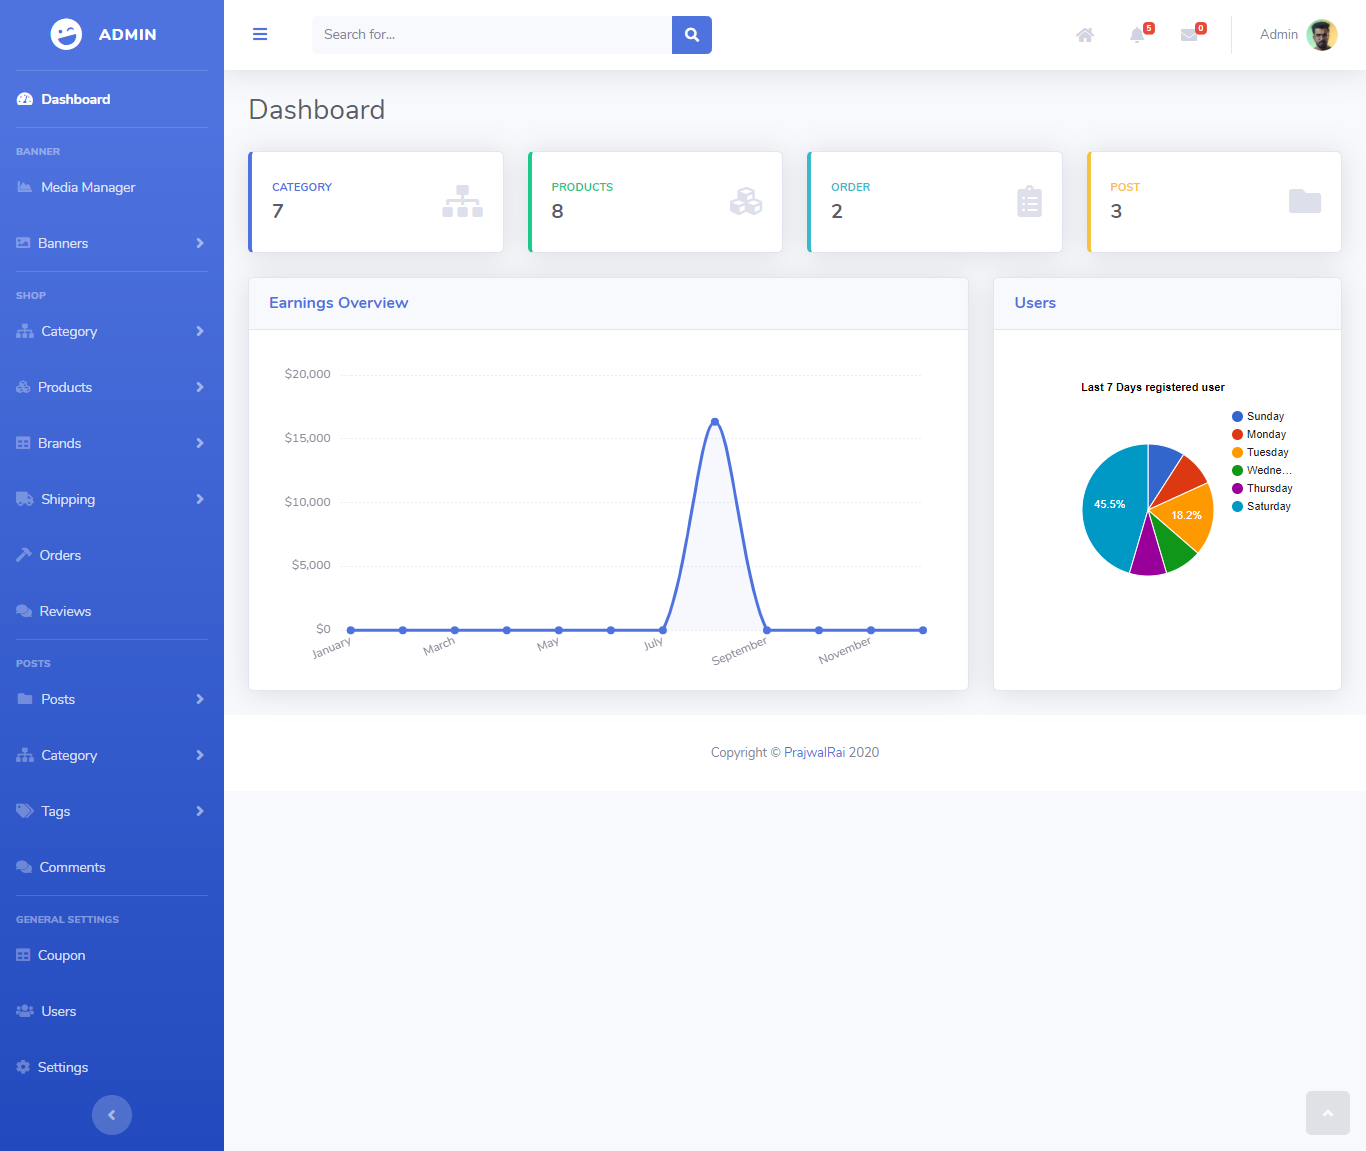 ADMIN
Dashboard
BANNER
Media Manager
Banners
SHOP
Category
Products
Brands
Shipping
Orders
Reviews
POSTS
Posts
Category
Tags
Comments
GENERAL SETTINGS
Coupon
Users
Settings
Search for...
5
0
Admin
Dashboard
CATEGORY
7
PRODUCTS
8
ORDER
2
POST
3
Earnings Overview
$20,000
$15,000
$10,000
$5,000
$0
January
March
May
July
September
November
Users
Last 7 Days registered user
45.5%
18.2%
Sunday
Monday
Tuesday
Wedne...
Thursday
Saturday
Copyright © PrajwalRai 2020